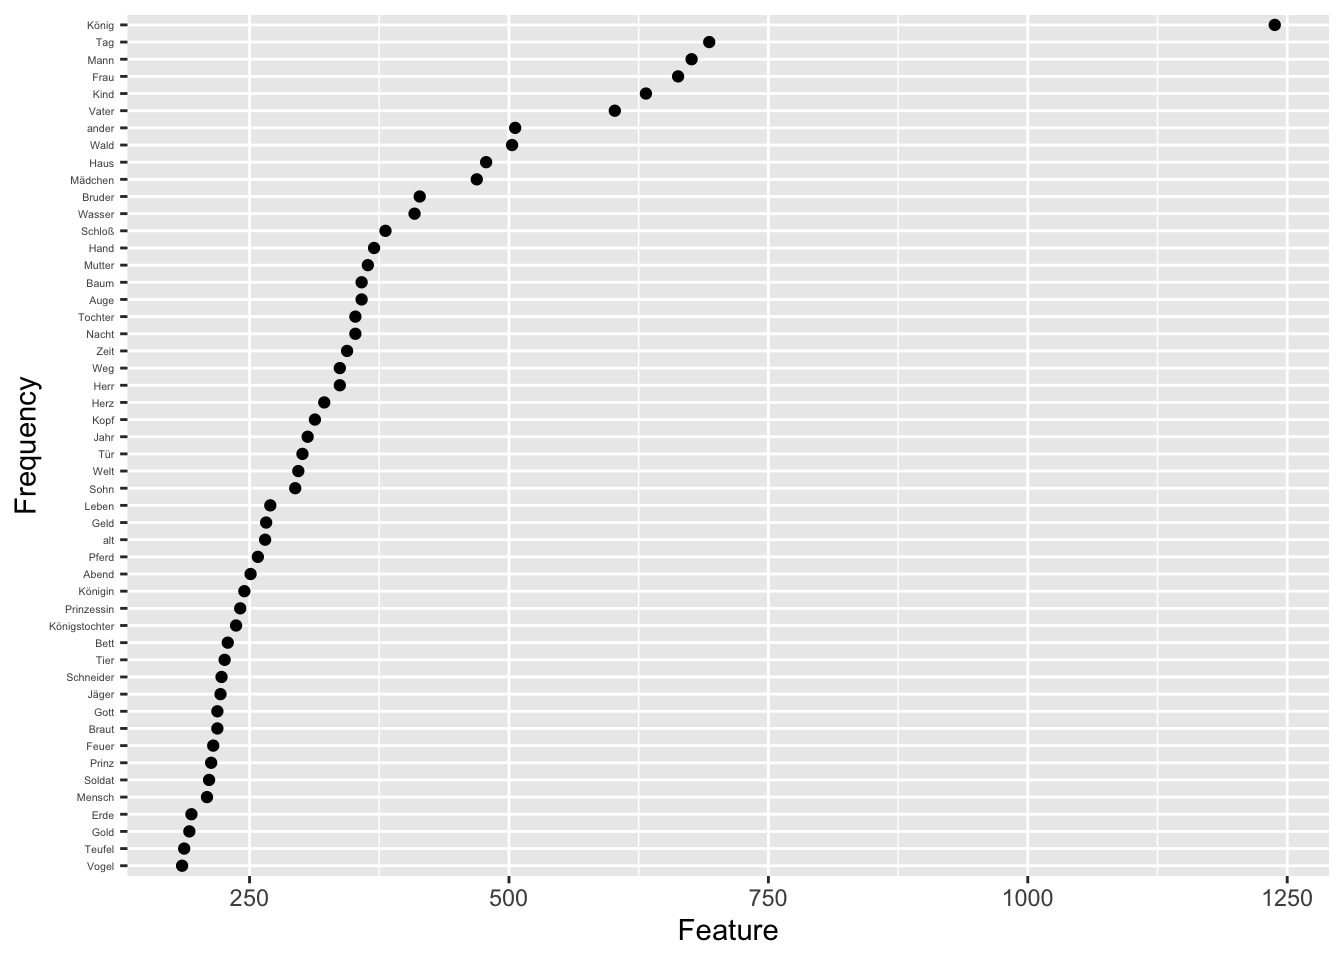 König
Tag
Mann
Frau
Kind
Vater
ander
Wald
Haus
Mädchen
Bruder
Wasser
Schloß
Hand
Mutter
Baum
Auge
Tochter
Nacht
Zeit
Weg
Herr
Herz
Kopf
Jahr
Tür
Welt
Sohn
Leben
Geld
alt
Pferd
Abend
Königin
Prinzessin
Königstochter
Bett
Tier
Schneider
Jäger
Gott
Braut
Feuer
Prinz
Soldat
Mensch
Erde
Gold
Teufel
Vogel
Frequency
250 500 750 1000 1250
Feature